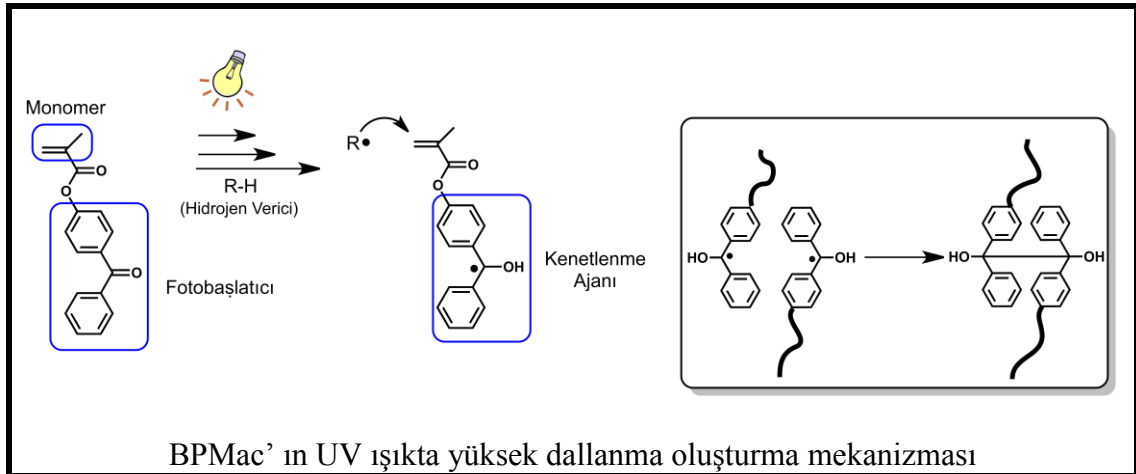 Monomer
O
O
Fotobaşlatıcı
O
R-H
(Hidrojen Verici)
R•
O
O
OH
Kenetlenme
Ajanı
HO
OH
HO
OH
BPMac’ ın UV ışıkta yüksek dallanma oluşturma mekanizması